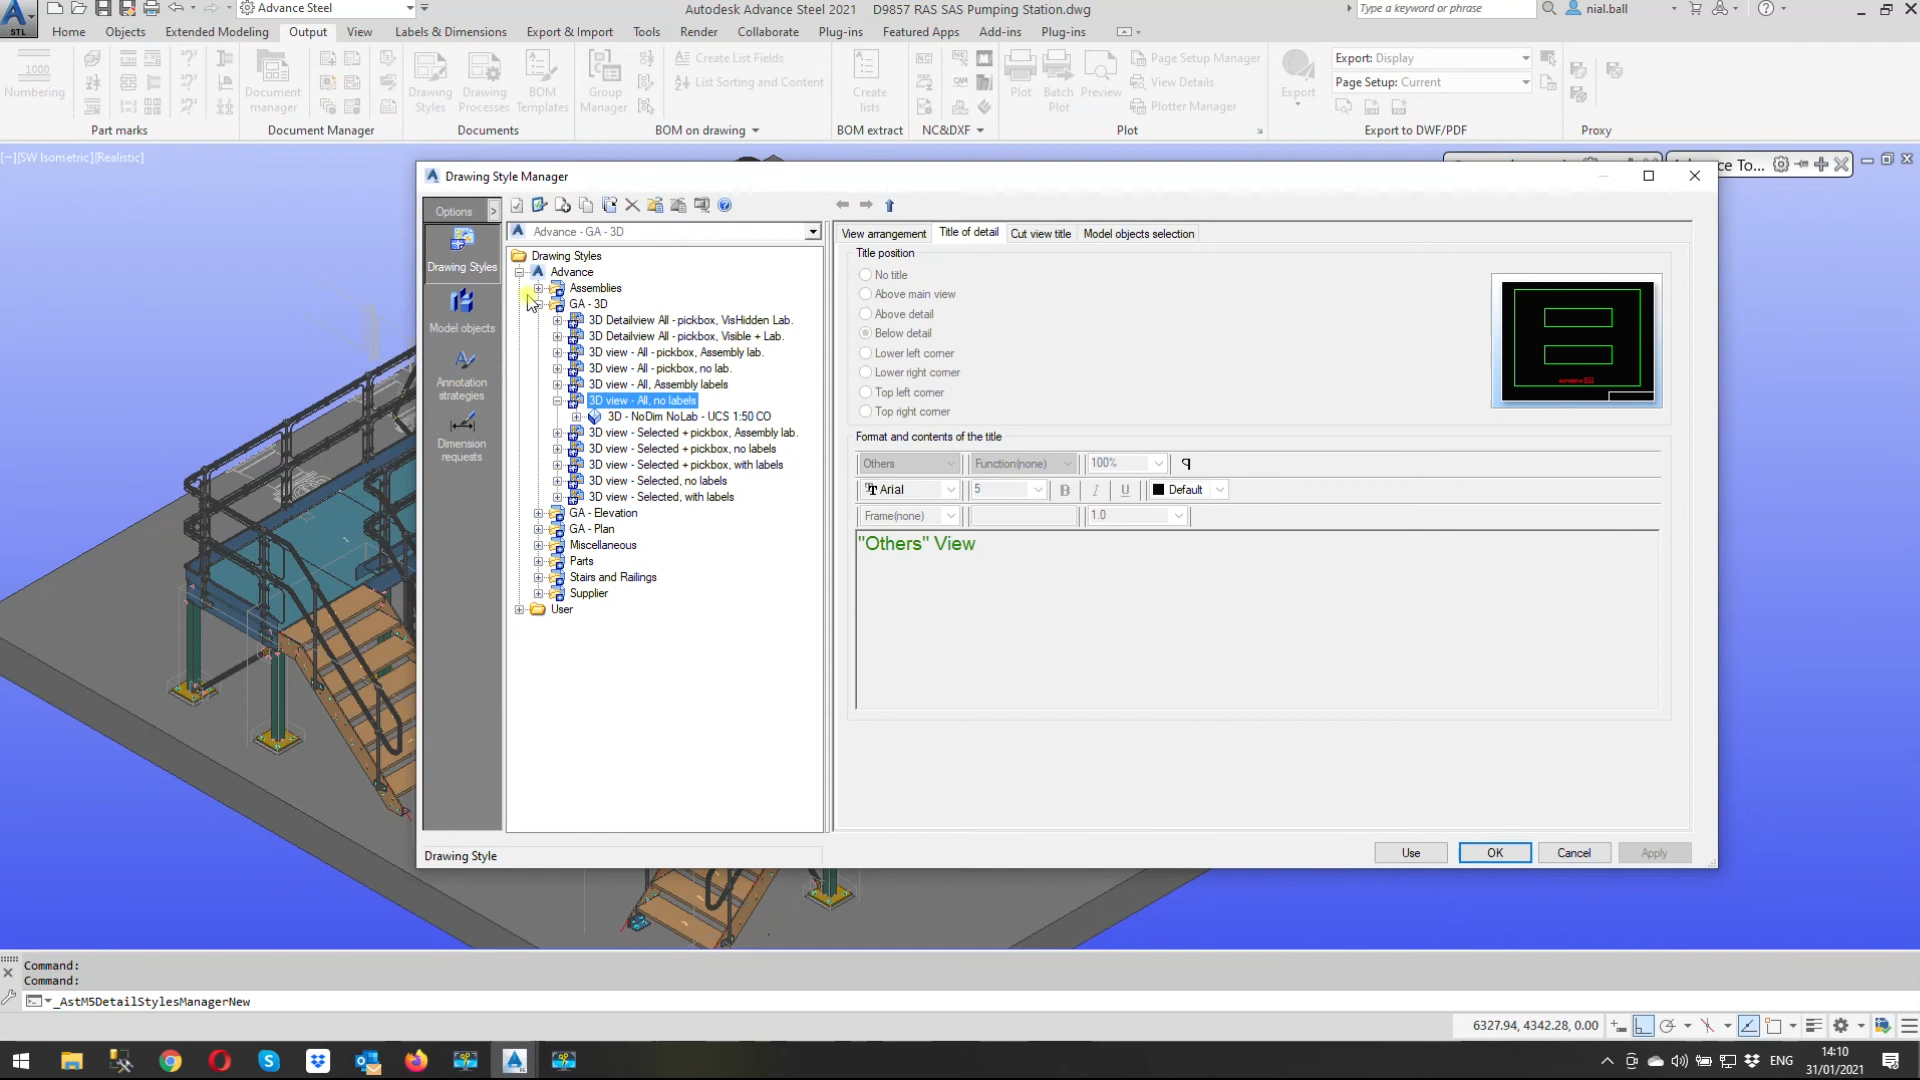 STL
Advance Steel
Autodesk Advance Steel 2021 D9857 RAS SAS Pumping Station.dwg
Type a keyword or phrase
nial.ball
Home Objects Extended Modeling Output View Labels & Dimensions Export & Import Tools Render Collaborate Plug-ins Featured Apps Add-ins Plug-ins
Create List Fields
Page Setup Manager
Export: Display
List Sorting and Content
View Details
Page Setup: Current
Plotter Manager
1000
Numbering
Document manager
Drawing Styles
Drawing Processes
BOM Templates
Group Manager
Create lists
Plot
Batch Plot
Preview
Export
Part marks
Document Manager
Documents
BOM on drawing
BOM extract
NC&DXF
Plot
Export to DWF/PDF
Proxy
[−][SW Isometric][Realistic]
ce To...
Drawing Style Manager
Options >
Drawing Styles
Model objects
Annotation strategies
Dimension requests
Advance - GA - 3D
Drawing Styles
Advance
Assemblies
GA - 3D
3D Detailview All - pickbox, VisHidden Lab.
3D Detailview All - pickbox, Visible + Lab.
3D view - All - pickbox, Assembly lab.
3D view - All - pickbox, no lab.
3D view - All, Assembly labels
3D view - All, no labels
3D - NoDim NoLab - UCS 1:50 CO
3D view - Selected + pickbox, Assembly lab.
3D view - Selected + pickbox, no labels
3D view - Selected + pickbox, with labels
3D view - Selected, no labels
3D view - Selected, with labels
GA - Elevation
GA - Plan
Miscellaneous
Parts
Stairs and Railings
Supplier
User
View arrangement Title of detail Cut view title Model objects selection
Title position
No title
Above main view
Above detail
Below detail
Lower left corner
Lower right corner
Top left corner
Top right corner
Format and contents of the title
Others Function(none) 100%
Arial 5 B I U Default
Frame(none) 1.0
"Others" View
Drawing Style
Use OK Cancel Apply
Command:
Command:
_AstM5DetailStylesManagerNew
6327.94, 4342.28, 0.00
ENG
14:10
31/01/2021